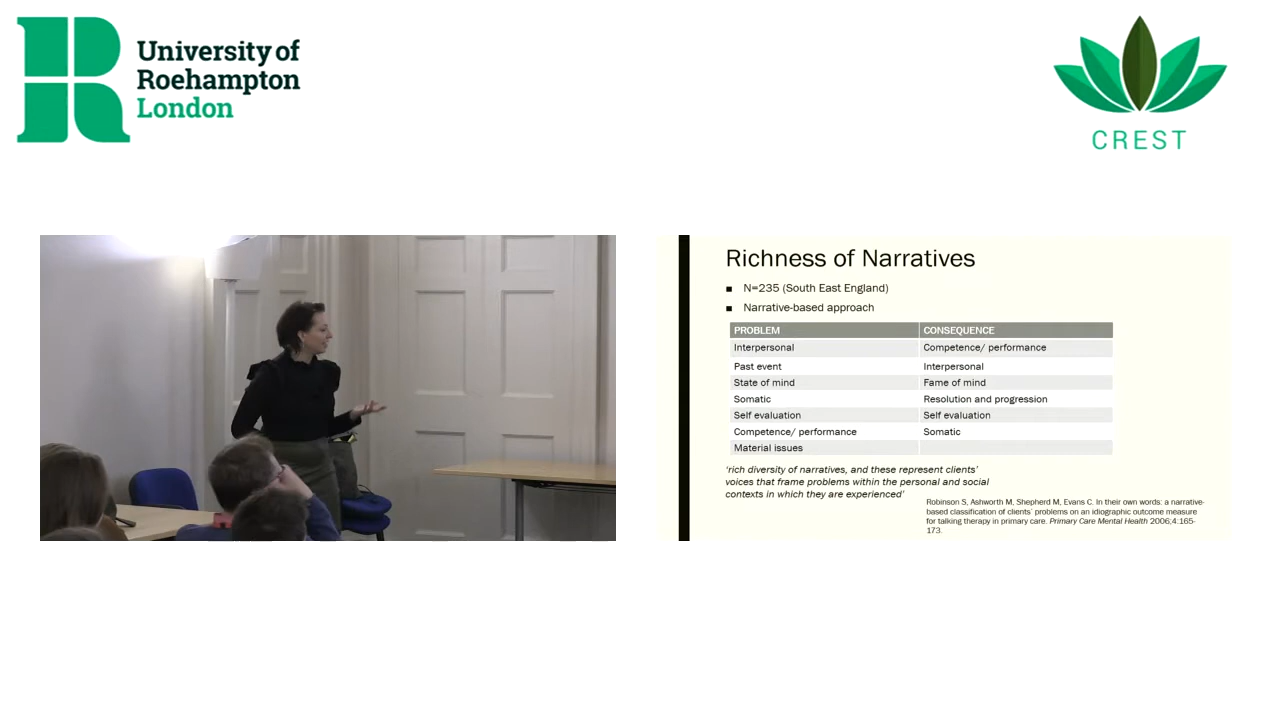 University of
Roehampton
London
CREST
Richness of Narratives
■ N=235 (South East England)
■ Narrative-based approach
PROBLEM CONSEQUENCE
Interpersonal Competence/ performance
Past event Interpersonal
State of mind Fame of mind
Somatic Resolution and progression
Self evaluation Self evaluation
Competence/ performance Somatic
Material issues
'rich diversity of narratives, and these represent clients'
voices that frame problems within the personal and social
contexts in which they are experienced'
Robinson S, Ashworth M, Shepherd M, Evans C. In their own words: a narrative-
based classification of clients' problems on an idiographic outcome measure
for talking therapy in primary care. Primary Care Mental Health 2006;4:165-
173.